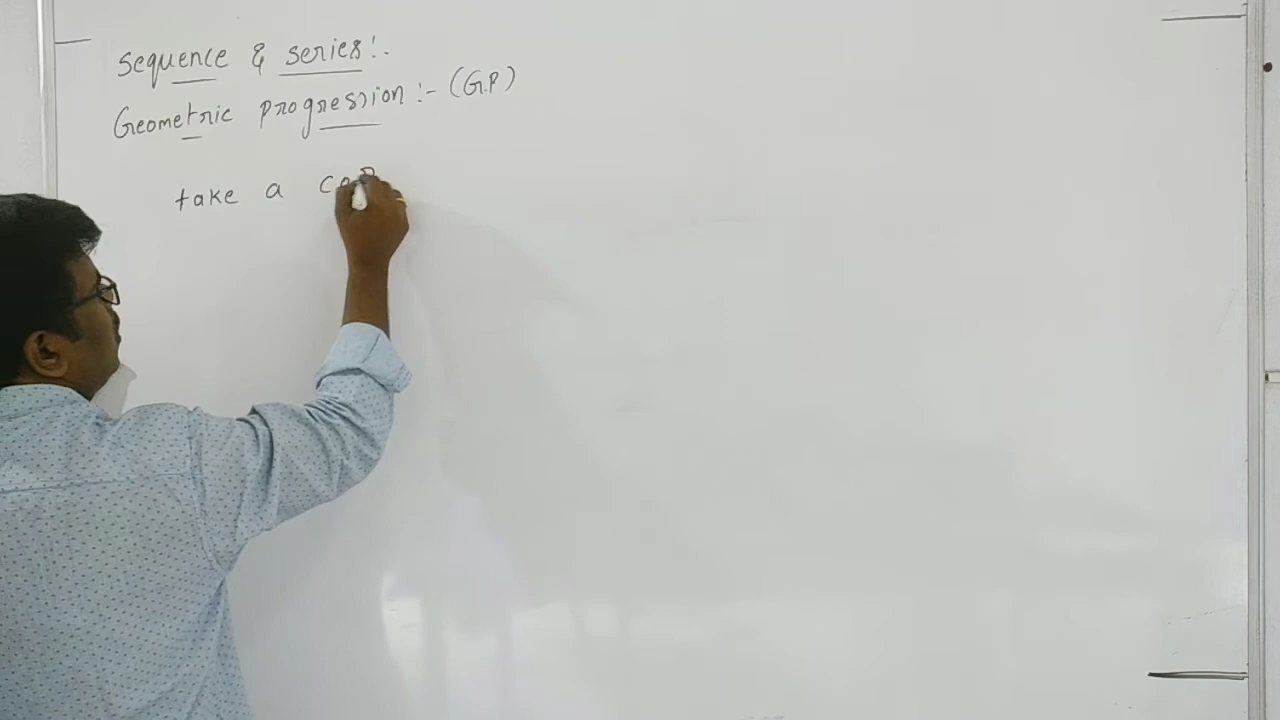 Sequence & series:-
Geometric progression :- (G.P)
take a